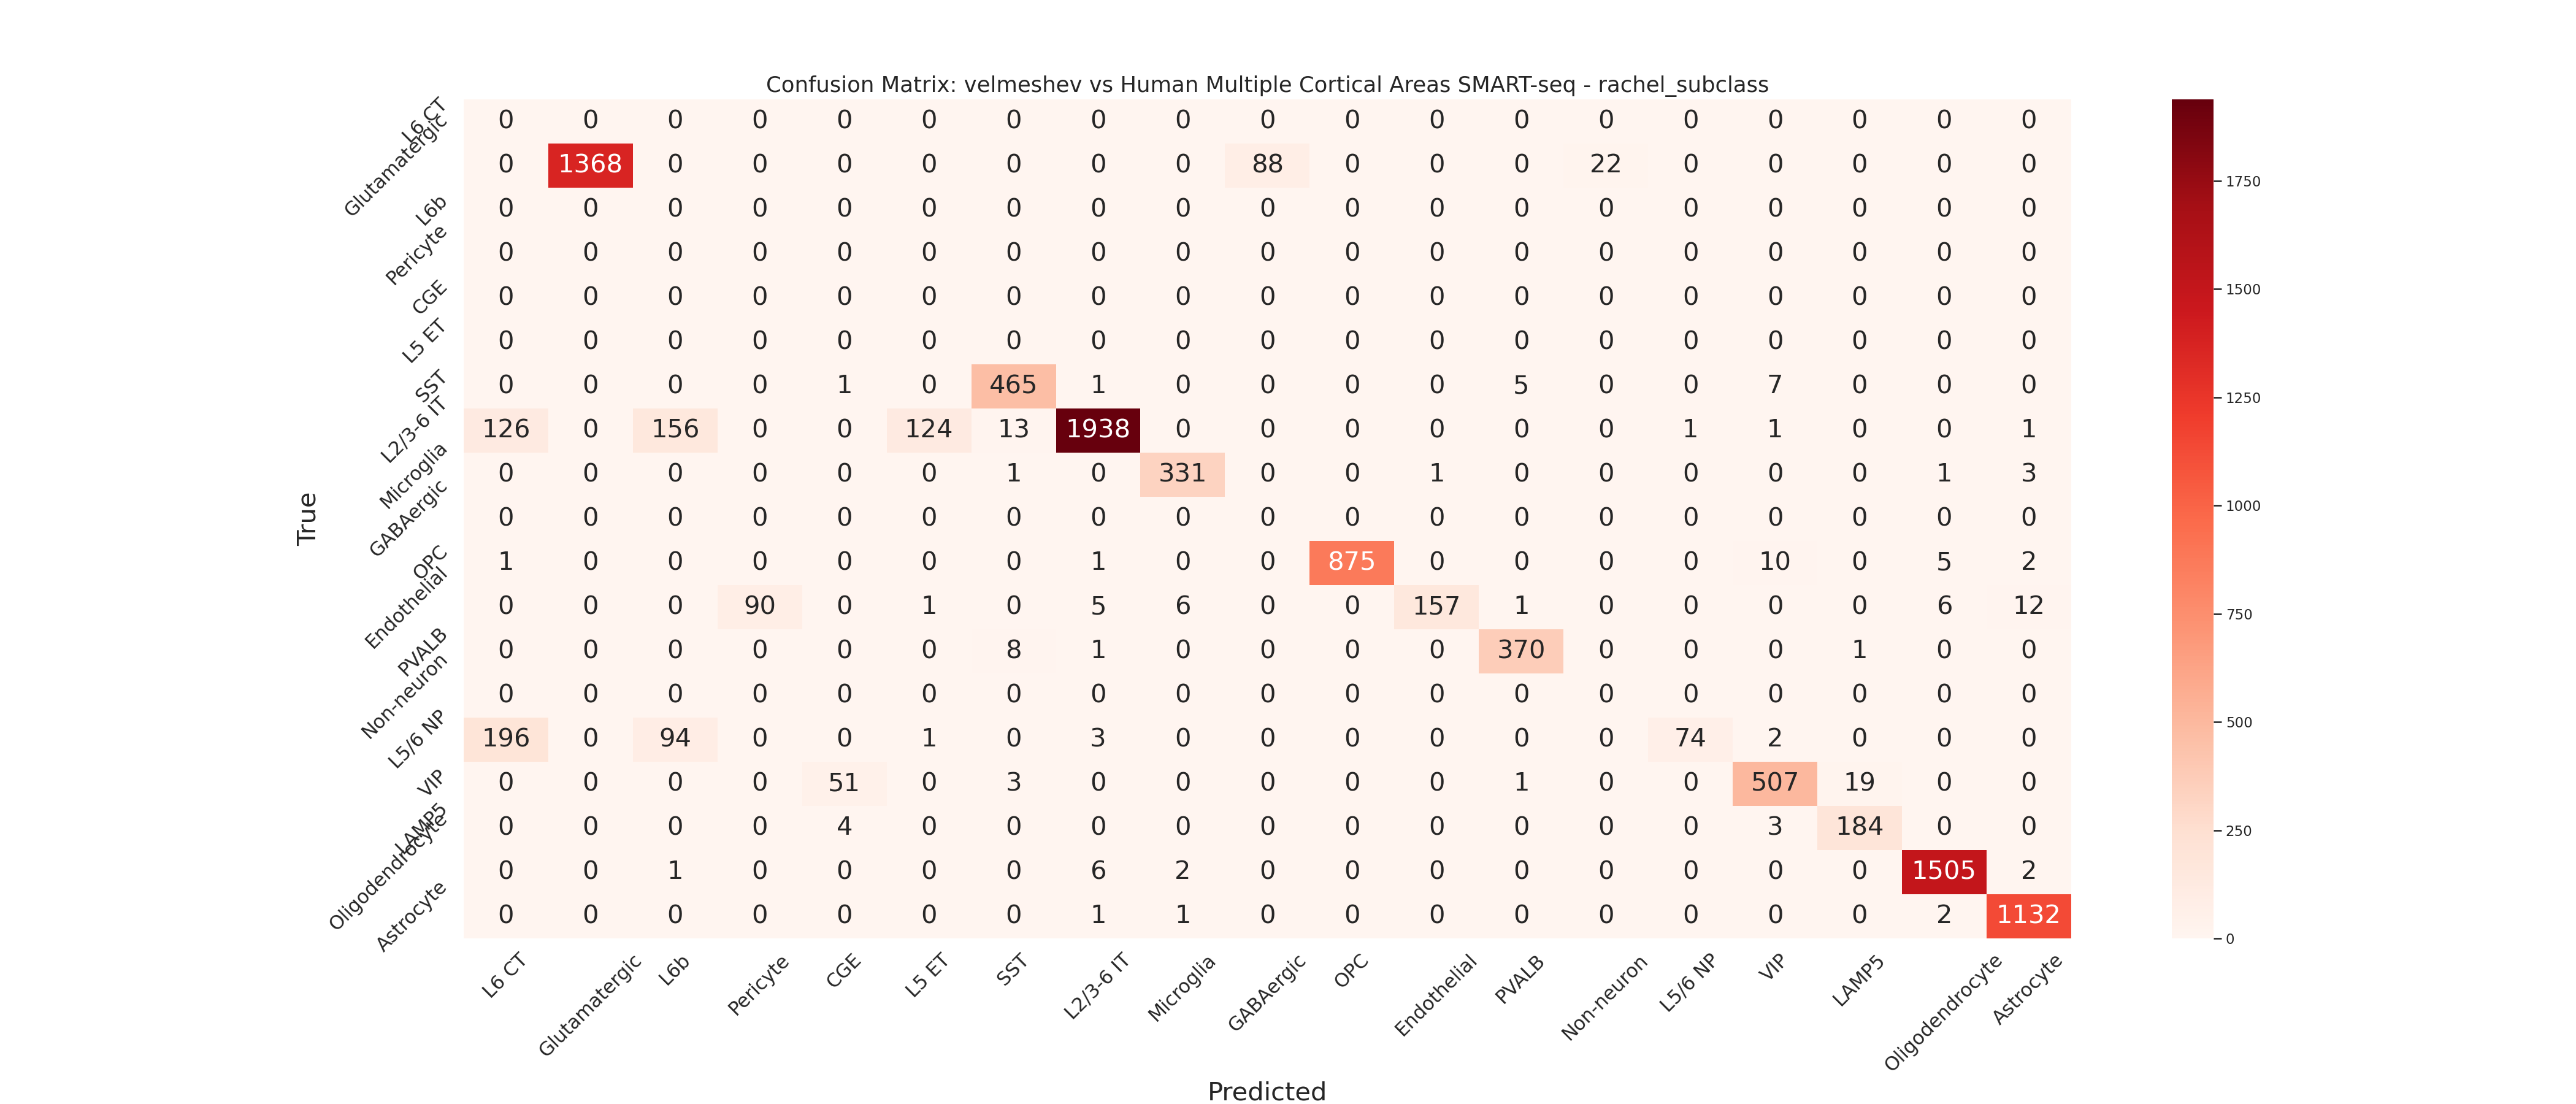 Confusion Matrix: velmeshev vs Human Multiple Cortical Areas SMART-seq - rachel_subclass
True
L6 CT 0 0 0 0 0 0 0 0 0 0 0 0 0 0 0 0 0 0 0
Glutamatergic 0 1368 0 0 0 0 0 0 0 88 0 0 0 22 0 0 0 0 0
L6b 0 0 0 0 0 0 0 0 0 0 0 0 0 0 0 0 0 0 0
Pericyte 0 0 0 0 0 0 0 0 0 0 0 0 0 0 0 0 0 0 0
CGE 0 0 0 0 0 0 0 0 0 0 0 0 0 0 0 0 0 0 0
L5 ET 0 0 0 0 0 0 0 0 0 0 0 0 0 0 0 0 0 0 0
SST 0 0 0 0 1 0 465 1 0 0 0 0 5 0 0 7 0 0 0
L2/3-6 IT 126 0 156 0 0 124 13 1938 0 0 0 0 0 0 1 1 0 0 1
Microglia 0 0 0 0 0 0 1 0 331 0 0 1 0 0 0 0 0 1 3
GABAergic 0 0 0 0 0 0 0 0 0 0 0 0 0 0 0 0 0 0 0
OPC 1 0 0 0 0 0 0 1 0 0 875 0 0 0 0 10 0 5 2
Endothelial 0 0 0 90 0 1 0 5 6 0 0 157 1 0 0 0 0 6 12
PVALB 0 0 0 0 0 0 8 1 0 0 0 0 370 0 0 0 1 0 0
Non-neuron 0 0 0 0 0 0 0 0 0 0 0 0 0 0 0 0 0 0 0
L5/6 NP 196 0 94 0 0 1 0 3 0 0 0 0 0 0 74 2 0 0 0
VIP 0 0 0 0 51 0 3 0 0 0 0 0 1 0 0 507 19 0 0
LAMP5 0 0 0 0 4 0 0 0 0 0 0 0 0 0 0 3 184 0 0
Oligodendrocyte 0 0 1 0 0 0 0 6 2 0 0 0 0 0 0 0 0 1505 2
Astrocyte 0 0 0 0 0 0 0 1 1 0 0 0 0 0 0 0 0 2 1132
L6 CT Glutamatergic L6b Pericyte CGE L5 ET SST L2/3-6 IT Microglia GABAergic OPC Endothelial PVALB Non-neuron L5/6 NP VIP LAMP5 Oligodendrocyte Astrocyte
Predicted
1750
1500
1250
1000
750
500
250
0